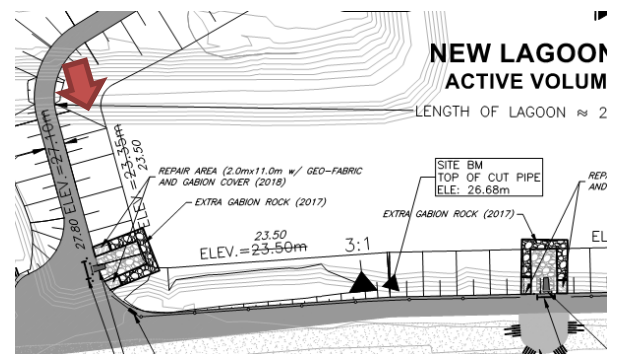 NEW LAGOON
ACTIVE VOLUM
LENGTH OF LAGOON ≈ 2
27.80 ELEV.=27.10m
ELEV.=23.35m
23.50
REPAIR AREA (2.0mx11.0m w/ GEO-FABRIC
AND GABION COVER (2018)
EXTRA GABION ROCK (2017)
SITE BM
TOP OF CUT PIPE
ELE: 26.68m
REP
AND
EXTRA GABION ROCK (2017)
23.50
ELEV.=23.50m
3:1
EL